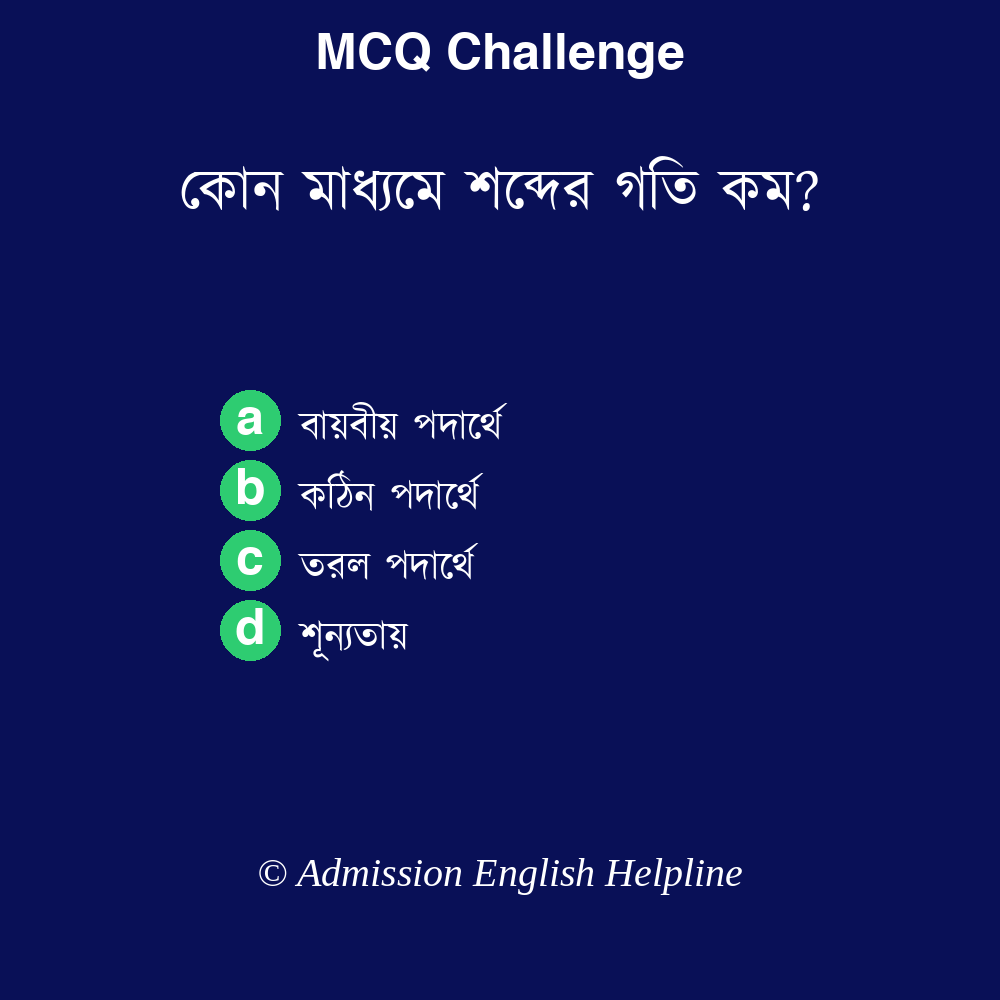 MCQ Challenge
কোন মাধ্যমে শব্দের গতি কম?
a বায়বীয় পদার্থে
b কঠিন পদার্থে
c তরল পদার্থে
d শূন্যতায়
© Admission English Helpline